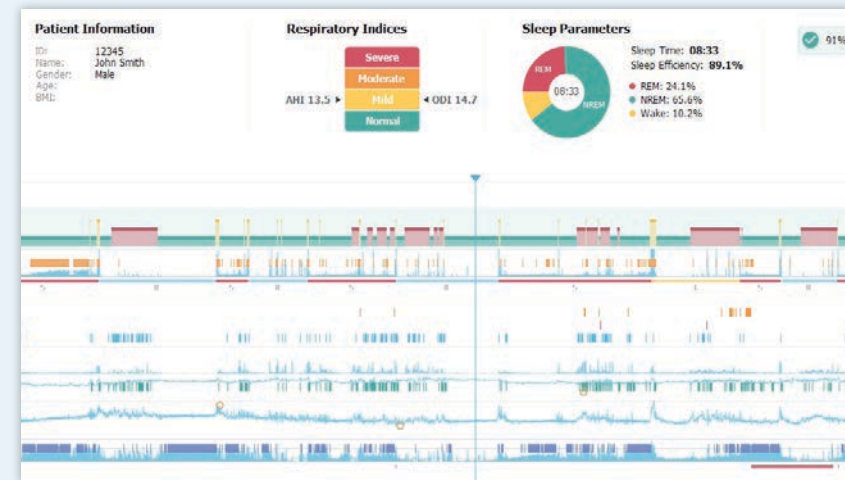 Patient Information
ID: 12345
Name: John Smith
Gender: Male
Age:
BMI:
Respiratory Indices
Severe
Moderate
AHI 13.5 Mild ODI 14.7
Normal
Sleep Parameters
REM
08:33
NREM
Sleep Time: 08:33
Sleep Efficiency: 89.1%
REM: 24.1%
NREM: 65.6%
Wake: 10.2%
91%